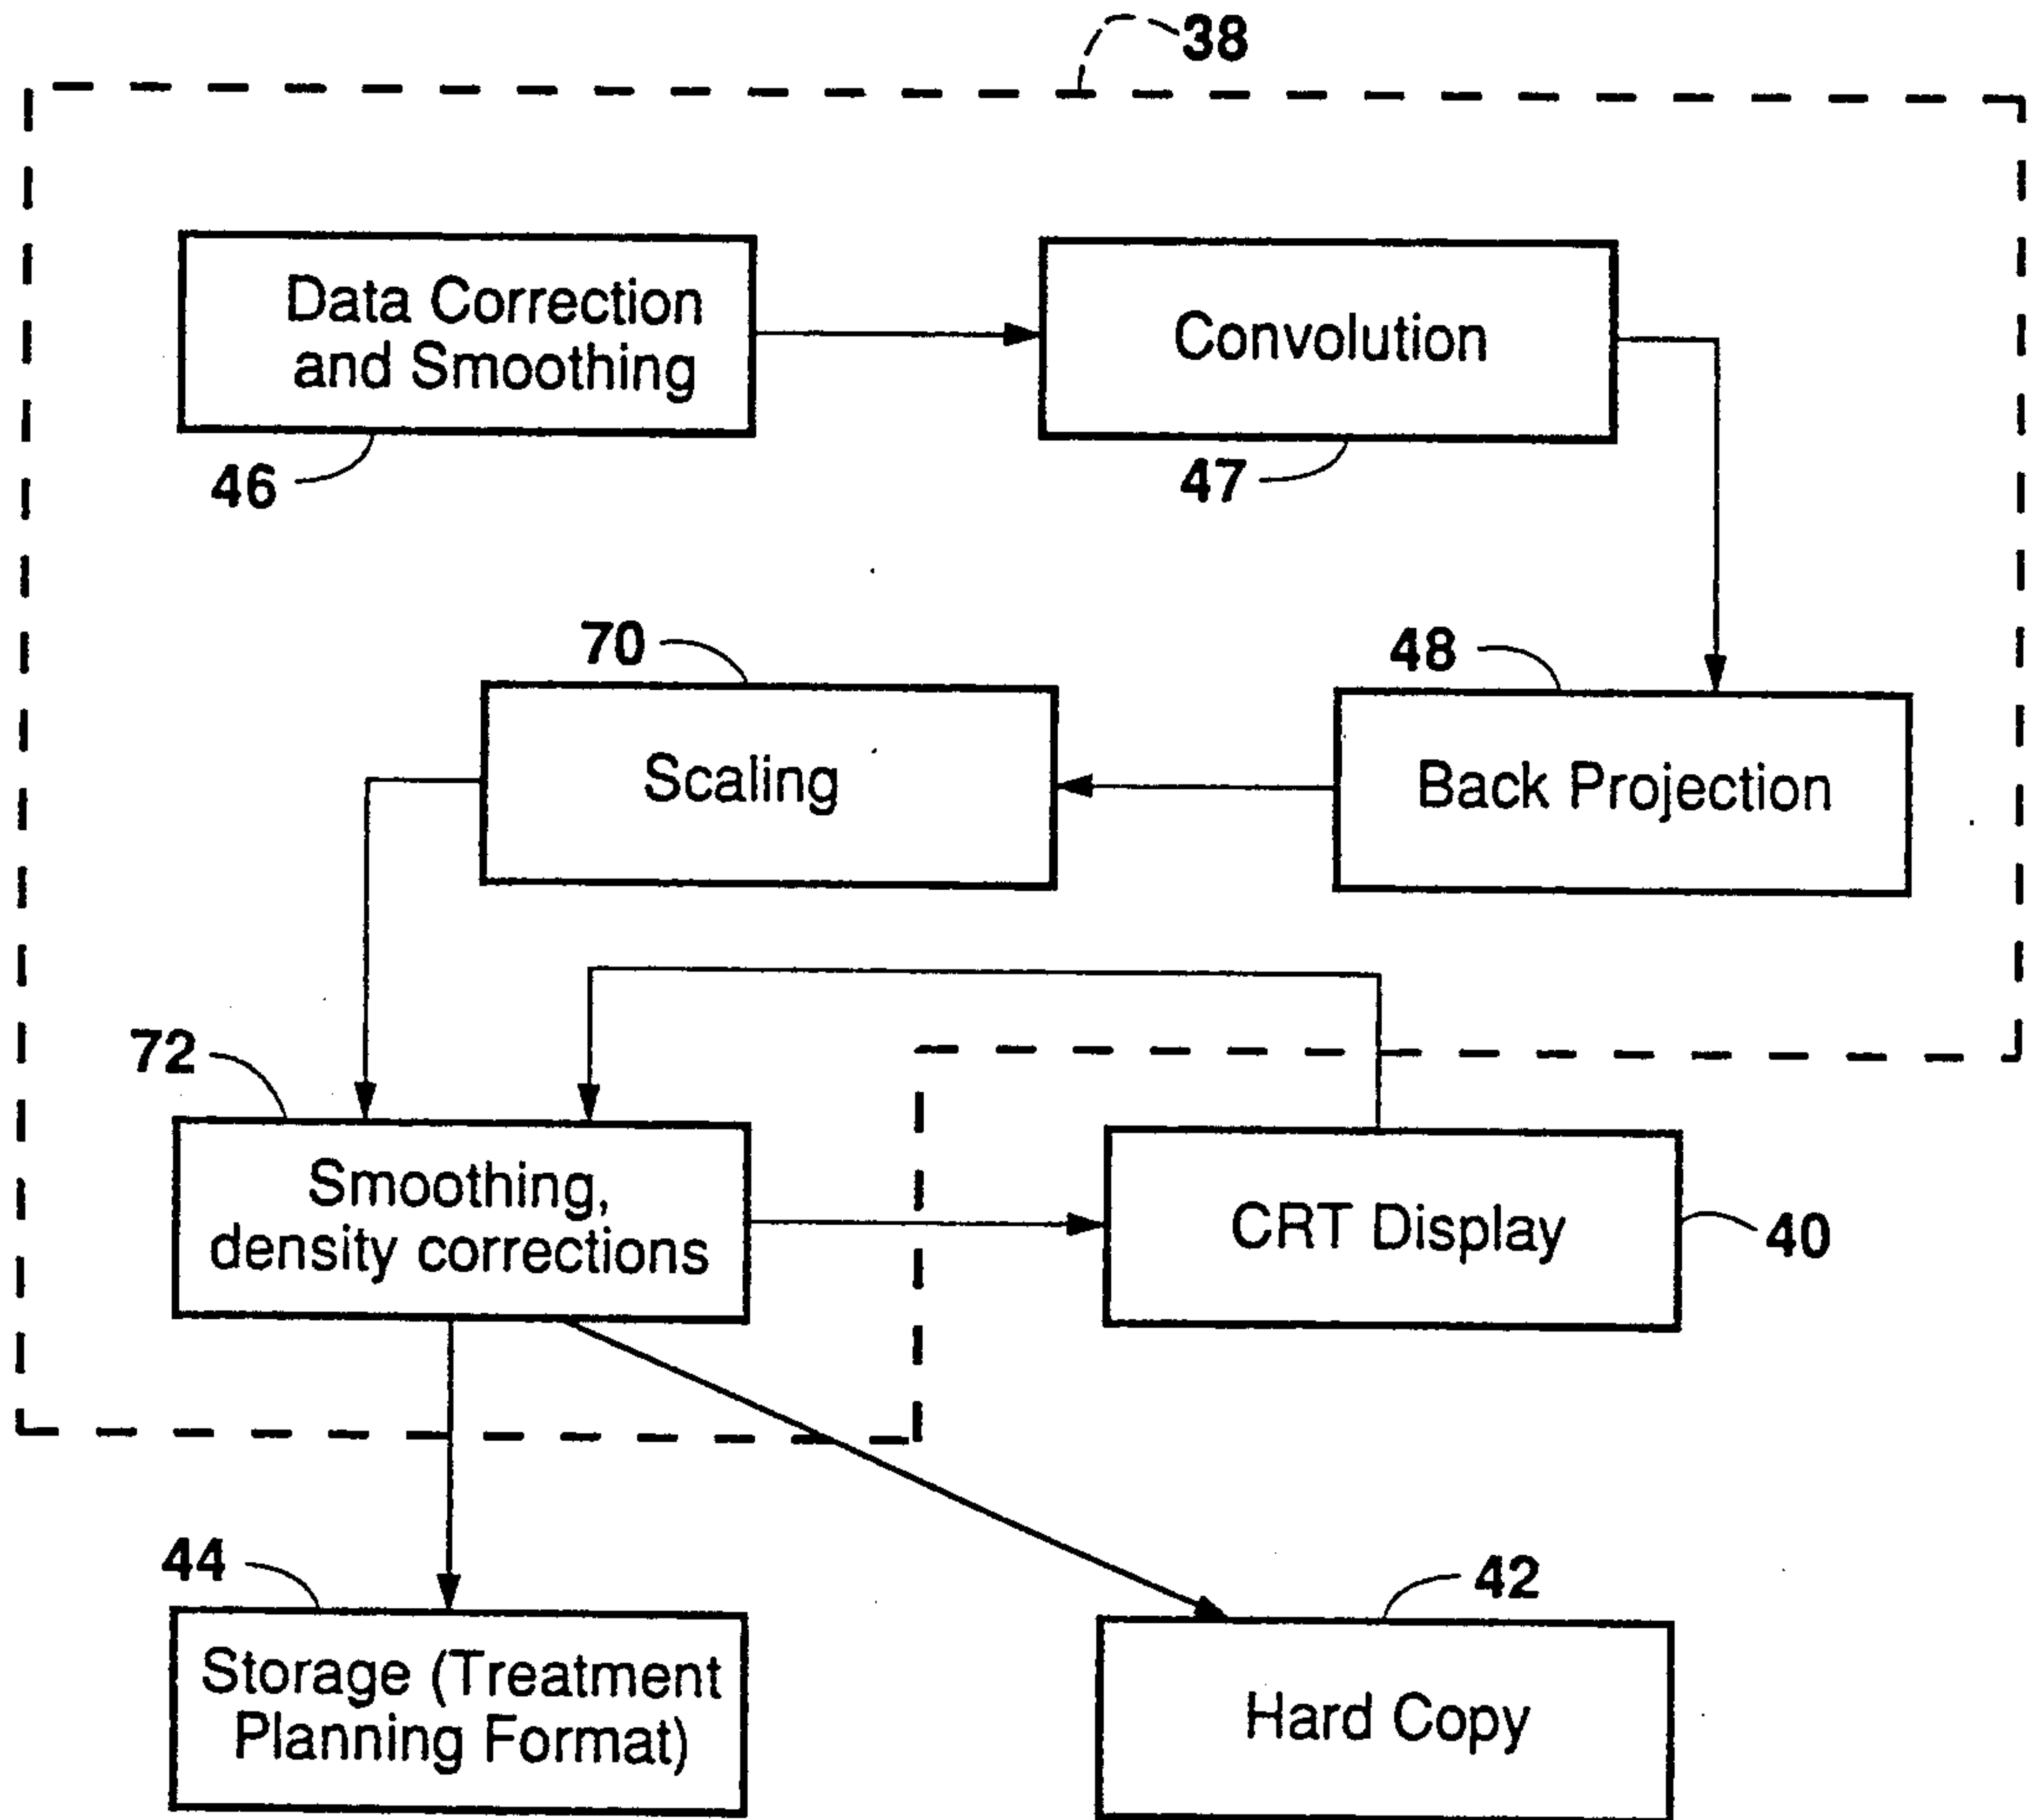 38
Data Correction
and Smoothing
46
Convolution
47
70
Scaling
48
Back Projection
72
Smoothing,
density corrections
CRT Display
40
44
Storage (Treatment
Planning Format)
42
Hard Copy